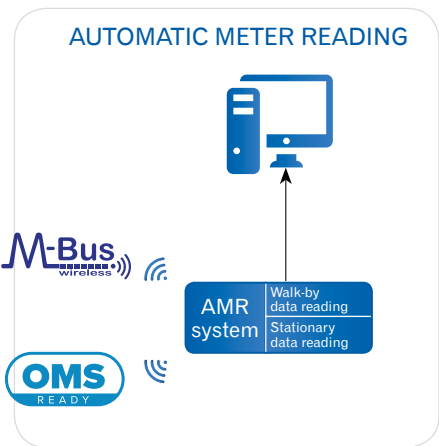 AUTOMATIC METER READING
M-Bus
wireless
AMR
system
Walk-by
data reading
Stationary
data reading
OMS
READY